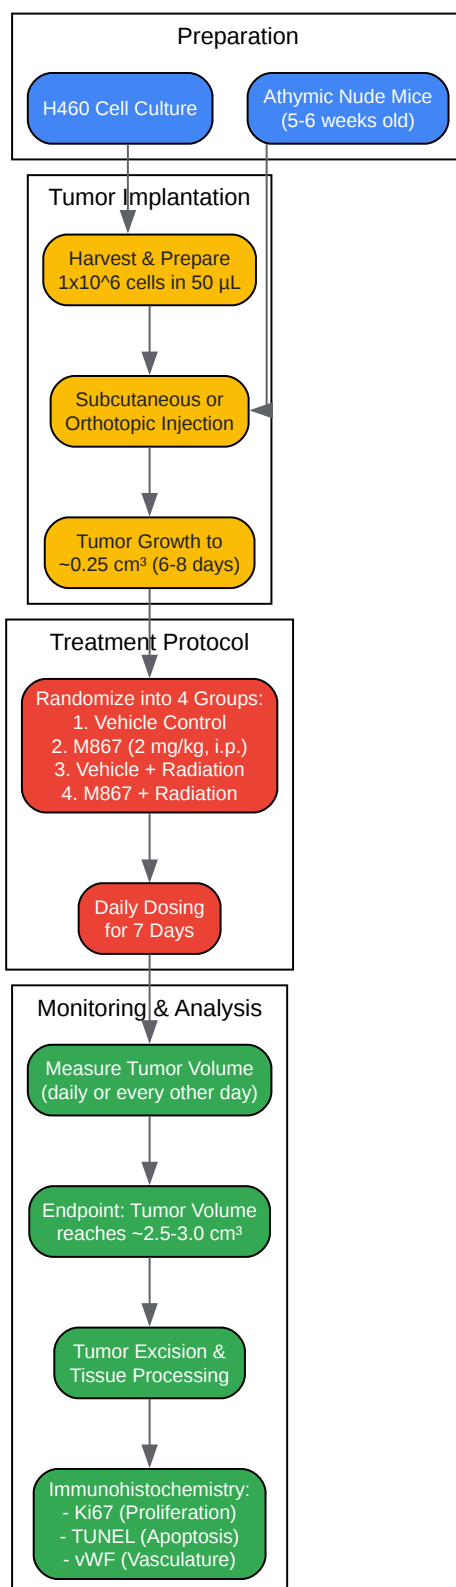 Preparation
H460 Cell Culture
Athymic Nude Mice
(5-6 weeks old)
Tumor Implantation
Harvest & Prepare
1x10^6 cells in 50 µL
Subcutaneous or
Orthotopic Injection
Tumor Growth to
~0.25 cm³ (6-8 days)
Treatment Protocol
Randomize into 4 Groups:
1. Vehicle Control
2. M867 (2 mg/kg, i.p.)
3. Vehicle + Radiation
4. M867 + Radiation
Daily Dosing
for 7 Days
Monitoring & Analysis
Measure Tumor Volume
(daily or every other day)
Endpoint: Tumor Volume
reaches ~2.5-3.0 cm³
Tumor Excision &
Tissue Processing
Immunohistochemistry:
- Ki67 (Proliferation)
- TUNEL (Apoptosis)
- vWF (Vasculature)